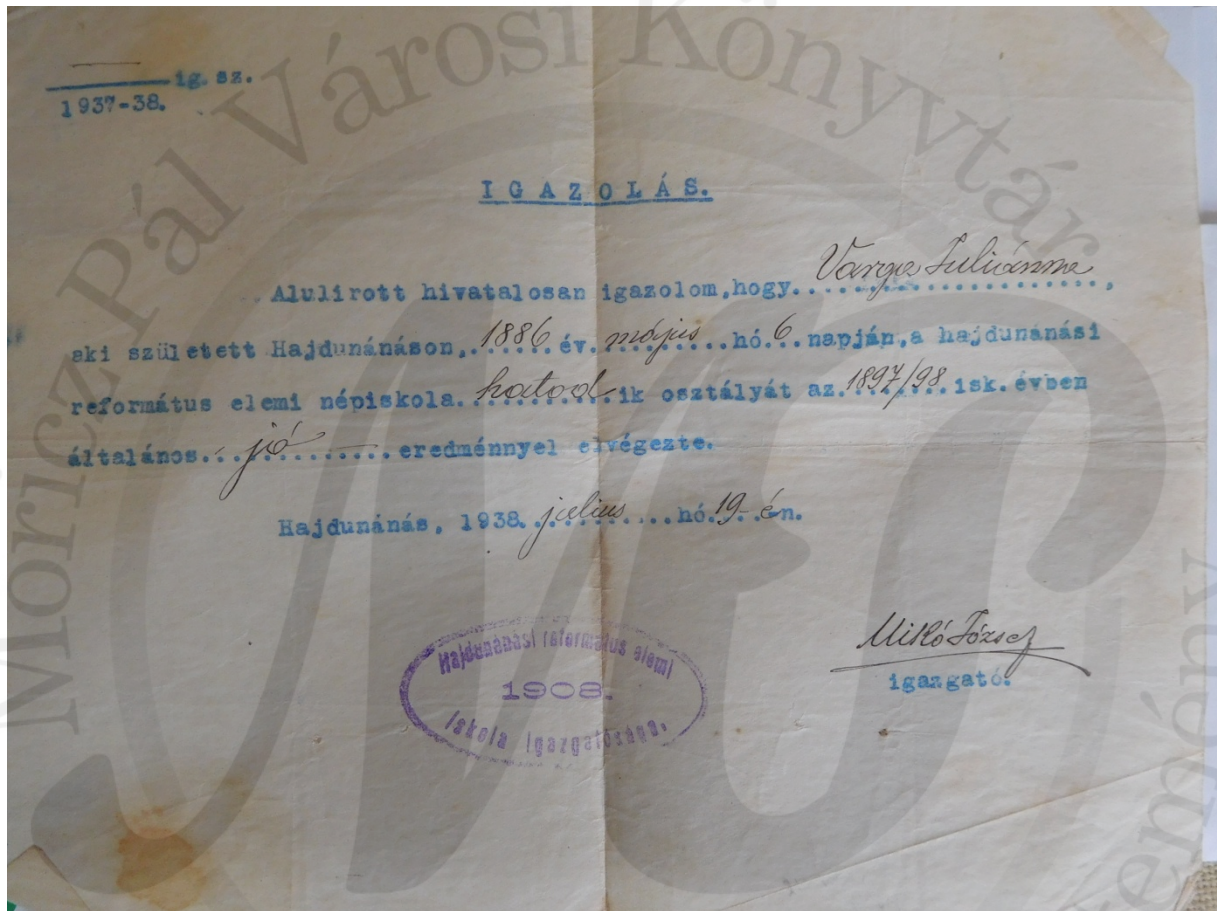 ig. sz.
1937-38.
IGAZOLÁS.
Alulirott hivatalosan igazolom, hogy Varga Juliánna,
aki született Hajdunánáson, 1886 év május hó 6 napján, a hajdunánási
református elemi népiskola hatod ik osztályát az 1897/98 isk. évben
általános jó eredménnyel elvégezte.
Hajdunánás, 1938. julius hó 19-én.
Mikó József
igazgató.
Hajdunánási református elemi
1908.
iskola igazgatósága.
Móricz Pál Városi Könyvtár